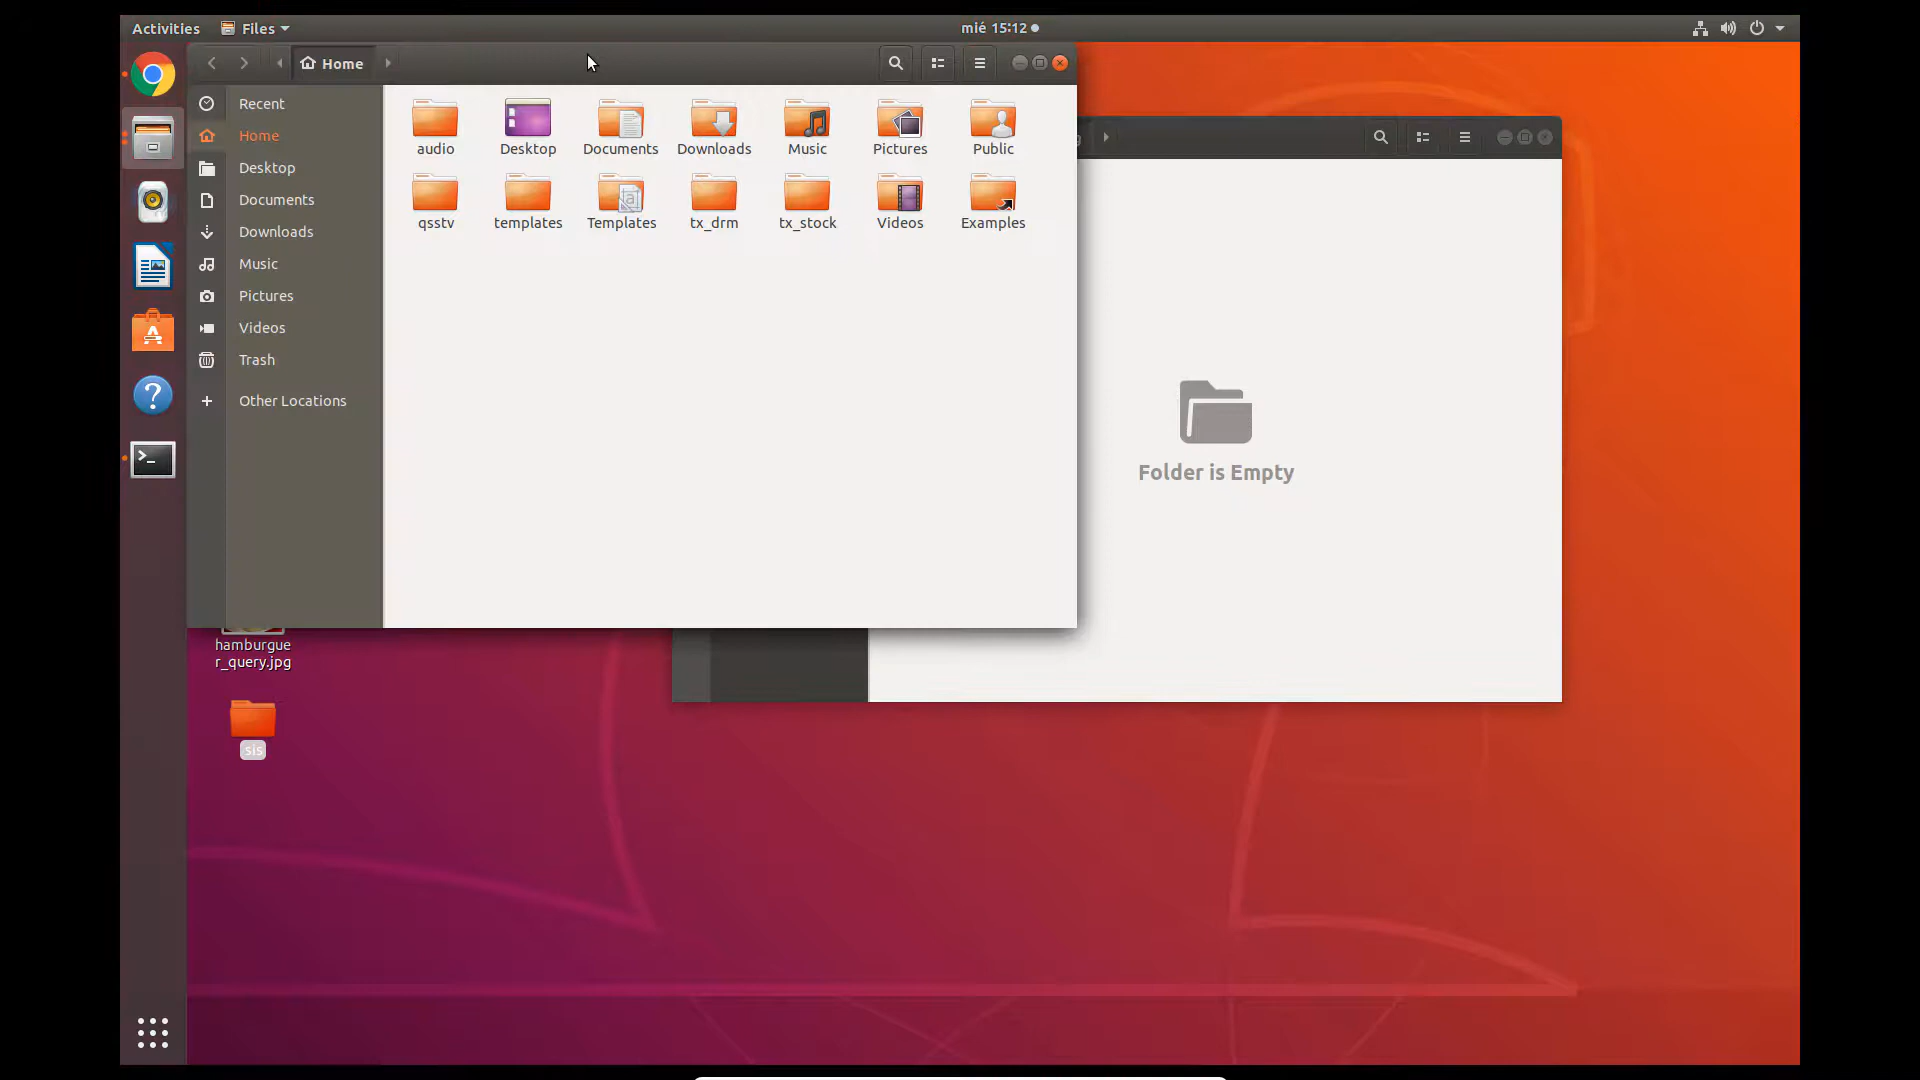 Activities
Files
mié 15:12
Home
Recent
Home
Desktop
Documents
Downloads
Music
Pictures
Videos
Trash
Other Locations
audio
Desktop
Documents
Downloads
Music
Pictures
Public
qsstv
templates
Templates
tx_drm
tx_stock
Videos
Examples
Folder is Empty
hamburgue
r_query.jpg
sis